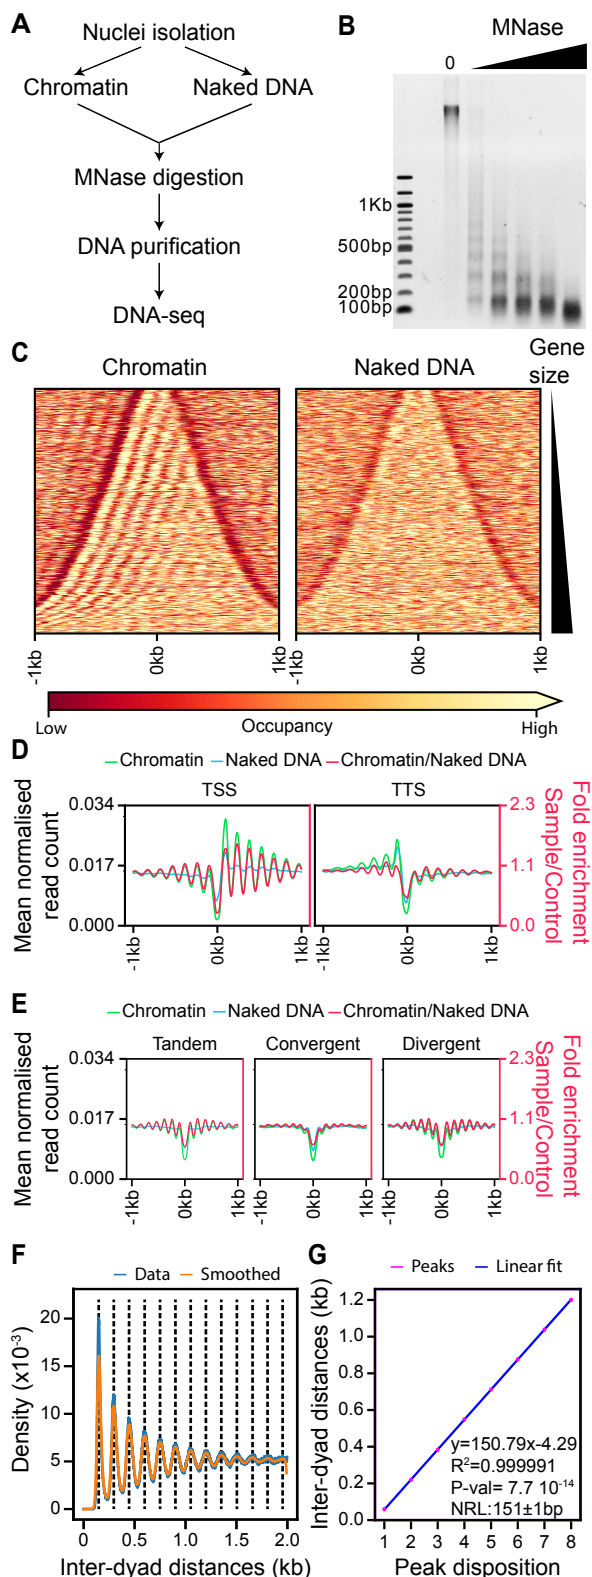 A
Nuclei isolation
Chromatin
Naked DNA
MNase digestion
DNA purification
DNA-seq
B
MNase
0
1Kb
500bp
200bp
100bp
C
Chromatin
Naked DNA
Gene
size
-1kb
0kb
1kb
-1kb
0kb
1kb
Low
Occupancy
High
D
Chromatin
Naked DNA
Chromatin/Naked DNA
TSS
TTS
Mean normalised
read count
0.034
0.017
0.000
2.3
1.1
0.0
Fold enrichment
Sample/Control
-1kb
0kb
1kb
-1kb
0kb
1kb
E
Chromatin
Naked DNA
Chromatin/Naked DNA
Tandem
Convergent
Divergent
Mean normalised
read count
0.034
0.017
0.000
2.3
1.1
0.0
Fold enrichment
Sample/Control
-1kb
0kb
1kb
-1kb
0kb
1kb
-1kb
0kb
1kb
F
Data
Smoothed
Density (x10⁻³)
20
15
10
5
0
0
0.5
1.0
1.5
2.0
Inter-dyad distances (kb)
G
Peaks
Linear fit
Inter-dyad distances (kb)
1.2
1.0
0.8
0.6
0.4
0.2
0.0
y=150.79x-4.29
R²=0.999991
P-val= 7.7 10⁻¹⁴
NRL:151±1bp
1 2 3 4 5 6 7 8
Peak disposition